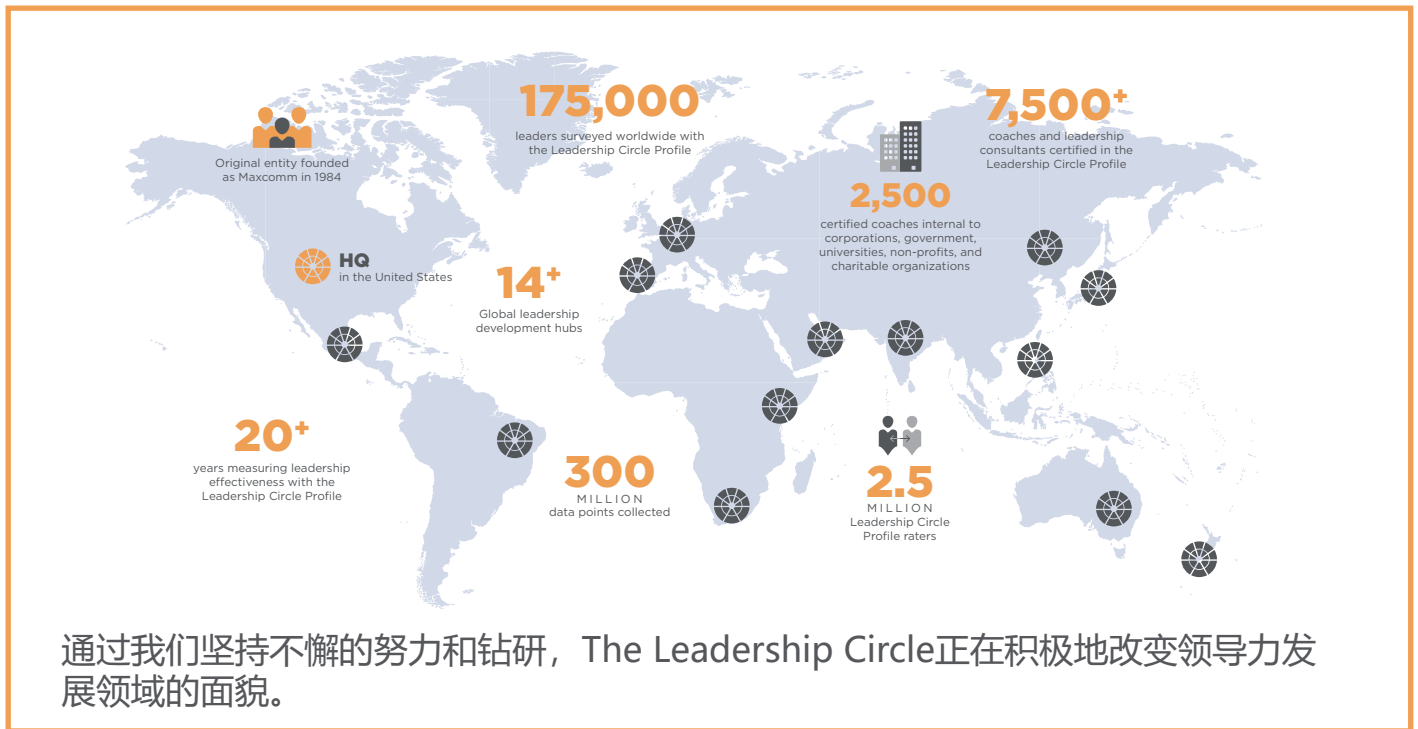 175,000
leaders surveyed worldwide with
the Leadership Circle Profile
7,500+
coaches and leadership
consultants certified in the
Leadership Circle Profile
Original entity founded
as Maxcomm in 1984
2,500
certified coaches internal to
corporations, government,
universities, non-profits, and
charitable organizations
HQ
in the United States
14+
Global leadership
development hubs
20+
years measuring leadership
effectiveness with the
Leadership Circle Profile
300
MILLION
data points collected
2.5
MILLION
Leadership Circle
Profile raters
通过我们坚持不懈的努力和钻研，The Leadership Circle正在积极地改变领导力发
展领域的面貌。